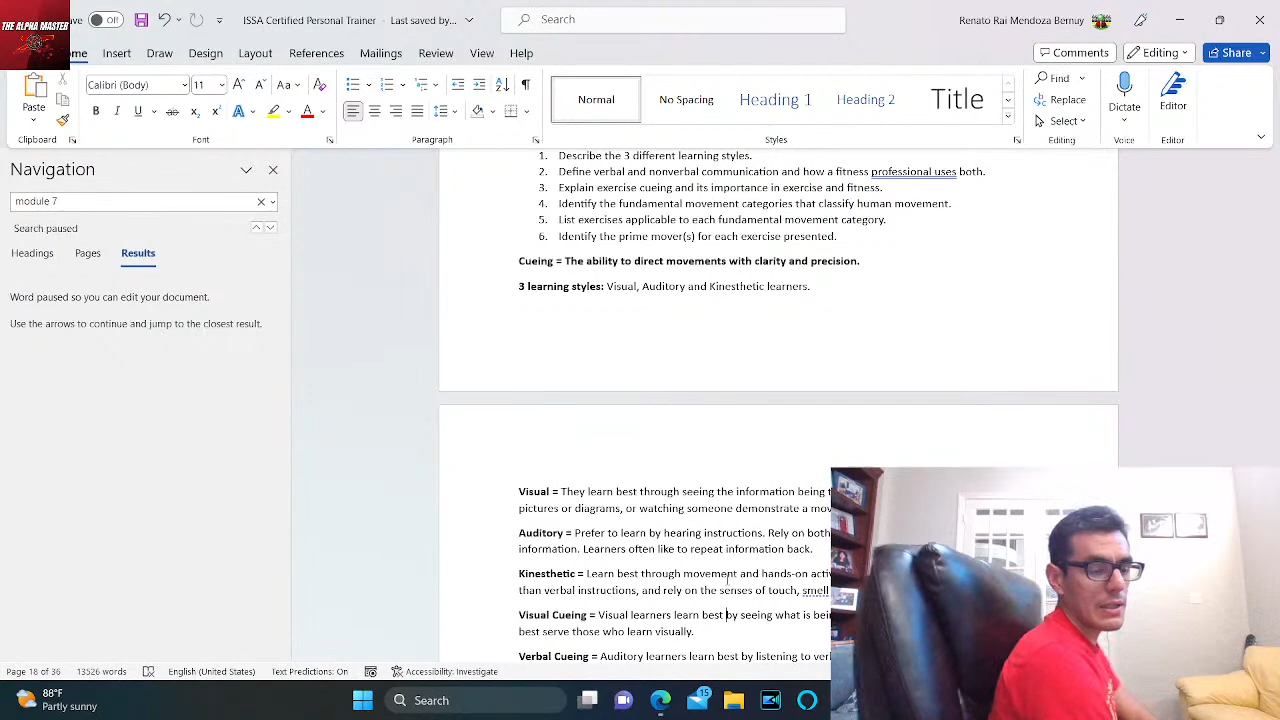 THE ALPHA MASTER
ve Off ISSA Certified Personal Trainer - Last saved by... Search Renato Rai Mendoza Bernuy
me Insert Draw Design Layout References Mailings Review View Help Comments Editing Share
Calibri (Body) 11 Aa Normal No Spacing Heading 1 Heading 2 Title Find
Paste B I U ab x₂ x² A A Replace Dictate Editor
Select
Clipboard Font Paragraph Styles Editing Voice Editor
Navigation
module 7
Search paused
Headings Pages Results
Word paused so you can edit your document.
Use the arrows to continue and jump to the closest result.
1. Describe the 3 different learning styles.
2. Define verbal and nonverbal communication and how a fitness professional uses both.
3. Explain exercise cueing and its importance in exercise and fitness.
4. Identify the fundamental movement categories that classify human movement.
5. List exercises applicable to each fundamental movement category.
6. Identify the prime mover(s) for each exercise presented.
Cueing = The ability to direct movements with clarity and precision.
3 learning styles: Visual, Auditory and Kinesthetic learners.
Visual = They learn best through seeing the information being
pictures or diagrams, or watching someone demonstrate a
Auditory = Prefer to learn by hearing instructions. Rely on both
information. Learners often like to repeat information back.
Kinesthetic = Learn best through movement and hands-on
than verbal instructions, and rely on the senses of touch, smell
Visual Cueing = Visual learners learn best by seeing what is
best serve those who learn visually.
Verbal Cueing = Auditory learners learn best by listening to
Page 18 of 36 13526 words English (United States) Text Predictions: On Accessibility: Investigate
88°F
Partly sunny
Search
15